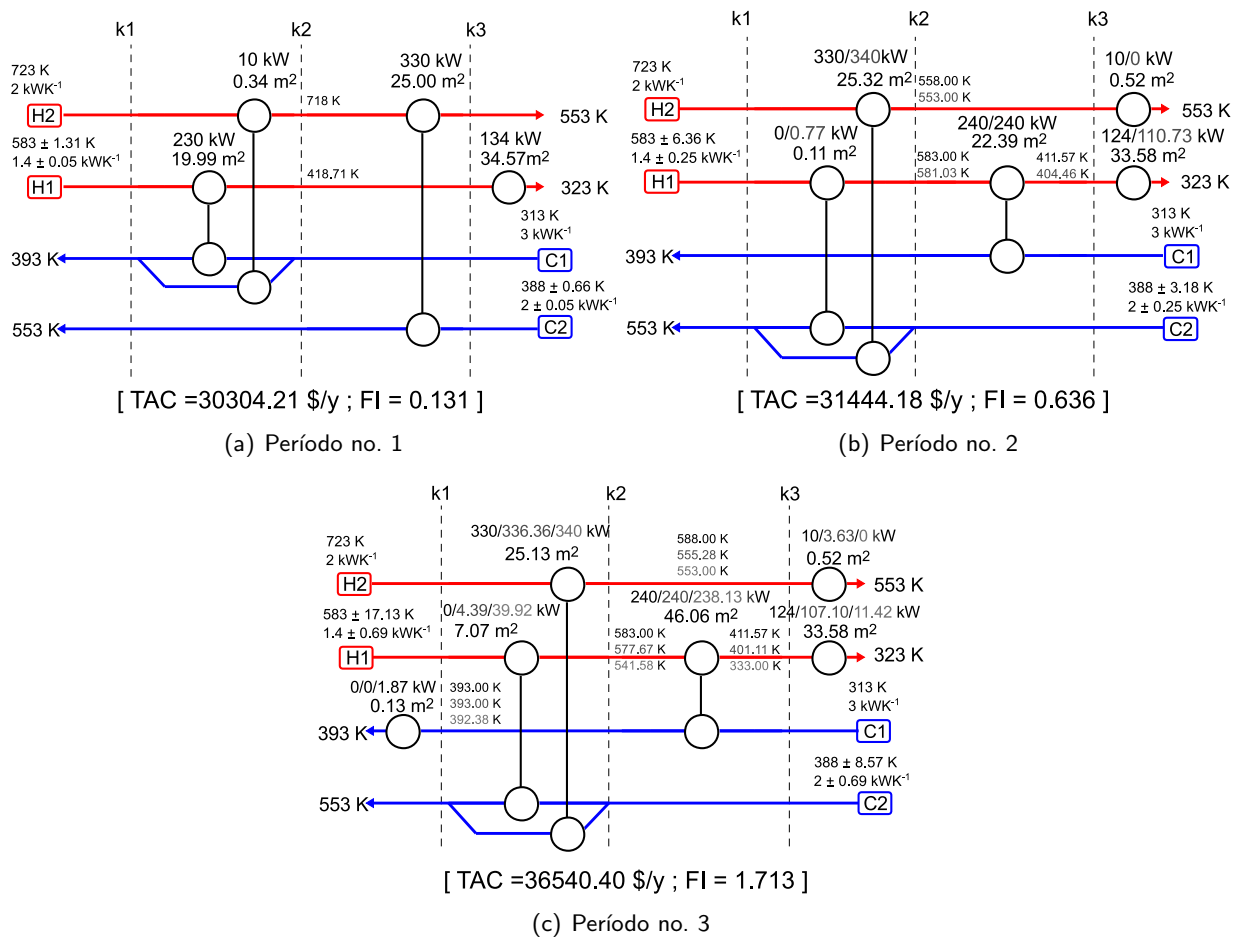 k1
k2
k3
10 kW
0.34 m²
330 kW
25.00 m²
723 K
2 kWK⁻¹
H2
718 K
553 K
583 ± 1.31 K
1.4 ± 0.05 kWK⁻¹
230 kW
19.99 m²
134 kW
34.57m²
H1
418.71 K
323 K
313 K
3 kWK⁻¹
393 K
C1
388 ± 0.66 K
2 ± 0.05 kWK⁻¹
553 K
C2
[ TAC =30304.21 $/y ; FI = 0.131 ]
(a) Período no. 1
k1
k2
k3
330/340kW
25.32 m²
10/0 kW
0.52 m²
723 K
2 kWK⁻¹
H2
558.00 K
553.00 K
553 K
583 ± 6.36 K
1.4 ± 0.25 kWK⁻¹
0/0.77 kW
0.11 m²
240/240 kW
22.39 m²
124/110.73 kW
33.58 m²
H1
583.00 K
581.03 K
411.57 K
404.46 K
323 K
313 K
3 kWK⁻¹
393 K
C1
388 ± 3.18 K
2 ± 0.25 kWK⁻¹
553 K
C2
[ TAC =31444.18 $/y ; FI = 0.636 ]
(b) Período no. 2
k1
k2
k3
330/336.36/340 kW
25.13 m²
10/3.63/0 kW
0.52 m²
723 K
2 kWK⁻¹
H2
588.00 K
555.28 K
553.00 K
553 K
583 ± 17.13 K
1.4 ± 0.69 kWK⁻¹
0/4.39/39.92 kW
7.07 m²
240/240/238.13 kW
46.06 m²
124/107.10/11.42 kW
33.58 m²
H1
583.00 K
577.67 K
541.58 K
411.57 K
401.11 K
333.00 K
323 K
0/0/1.87 kW
0.13 m²
393.00 K
393.00 K
392.38 K
313 K
3 kWK⁻¹
393 K
C1
388 ± 8.57 K
2 ± 0.69 kWK⁻¹
553 K
C2
[ TAC =36540.40 $/y ; FI = 1.713 ]
(c) Período no. 3